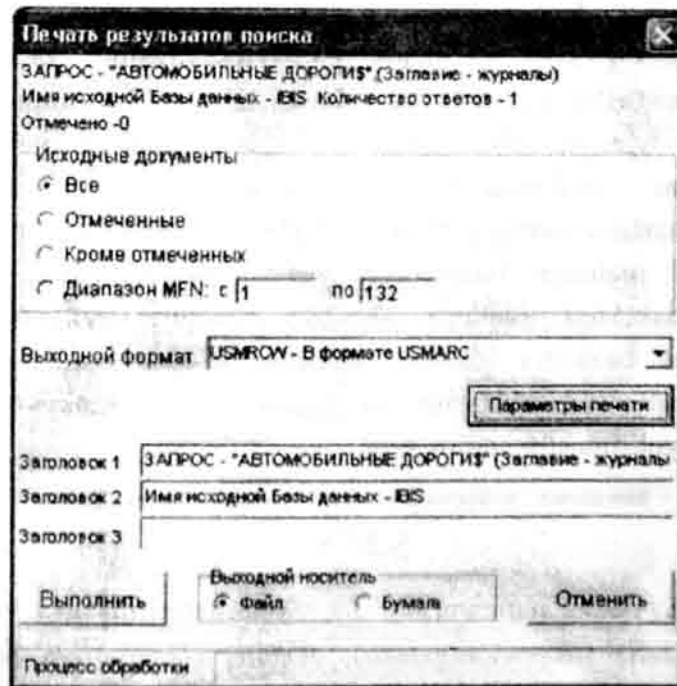 Печать результатов поиска
ЗАПРОС - "АВТОМОБИЛЬНЫЕ ДОРОГИ$" (Заглавие - журналы)
Имя исходной Базы данных - IBIS Количество ответов - 1
Отмечено -0
Исходные документы
Все
Отмеченные
Кроме отмеченных
Диапазон MFN: с 1 по 132
Выходной формат USMROW - В формате USMARC
Параметры печати
Заголовок 1 ЗАПРОС - "АВТОМОБИЛЬНЫЕ ДОРОГИ$" (Заглавие - журналы
Заголовок 2 Имя исходной Базы данных - IBIS
Заголовок 3
Выходной носитель
Выполнить Файл Бумага Отменить
Процесс обработки